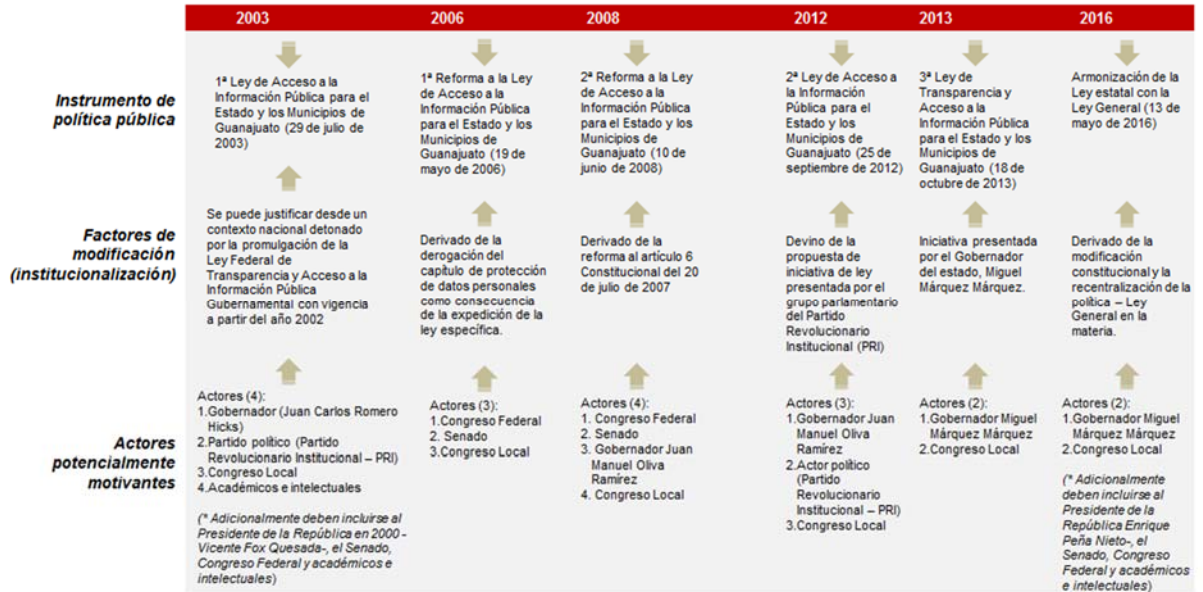 2003
2006
2008
2012
2013
2016
Instrumento de
política pública
1ª Ley de Acceso a la
Información Pública para el
Estado y los Municipios de
Guanajuato (29 de julio de
2003)
1ª Reforma a la Ley
de Acceso a la
Información Pública
para el Estado y los
Municipios de
Guanajuato (19 de
mayo de 2006)
2ª Reforma a la Ley
de Acceso a la
Información Pública
para el Estado y los
Municipios de
Guanajuato (10 de
junio de 2008)
2ª Ley de Acceso a
la Información
Pública para el
Estado y los
Municipios de
Guanajuato (25 de
septiembre de 2012)
3ª Ley de
Transparencia y
Acceso a la
Información Pública
para el Estado y los
Municipios de
Guanajuato (18 de
octubre de 2013)
Armonización de la
Ley estatal con la
Ley General (13 de
mayo de 2016)
Factores de
modificación
(institucionalización)
Se puede justificar desde un
contexto nacional detonado
por la promulgación de la
Ley Federal de
Transparencia y Acceso a la
Información Pública
Gubernamental con vigencia
a partir del año 2002
Derivado de la
derogación del
capítulo de protección
de datos personales
como consecuencia
de la expedición de la
ley específica.
Derivado de la
reforma al artículo 6
Constitucional del 20
de julio de 2007
Devino de la
propuesta de
iniciativa de ley
presentada por el
grupo parlamentario
del Partido
Revolucionario
Institucional (PRI)
Iniciativa presentada
por el Gobernador
del estado, Miguel
Márquez Márquez.
Derivado de la
modificación
constitucional y la
recentralización de la
política – Ley
General en la
materia.
Actores
potencialmente
motivantes
Actores (4):
1.Gobernador (Juan Carlos Romero
Hicks)
2.Partido político (Partido
Revolucionario Institucional – PRI)
3.Congreso Local
4.Académicos e intelectuales
(* Adicionalmente deben incluirse al
Presidente de la República en 2000 -
Vicente Fox Quesada-, el Senado,
Congreso Federal y académicos e
intelectuales)
Actores (3):
1.Congreso Federal
2. Senado
3.Congreso Local
Actores (4):
1. Congreso Federal
2. Senado
3. Gobernador Juan
Manuel Oliva
Ramírez
4. Congreso Local
Actores (3):
1.Gobernador Juan
Manuel Oliva
Ramírez
2.Actor político
(Partido
Revolucionario
Institucional – PRI)
3.Congreso Local
Actores (2):
1.Gobernador Miguel
Márquez Márquez
2.Congreso Local
Actores (2):
1.Gobernador Miguel
Márquez Márquez
2.Congreso Local
(* Adicionalmente
deben incluirse al
Presidente de la
República Enrique
Peña Nieto-, el
Senado, Congreso
Federal y académicos
e intelectuales)